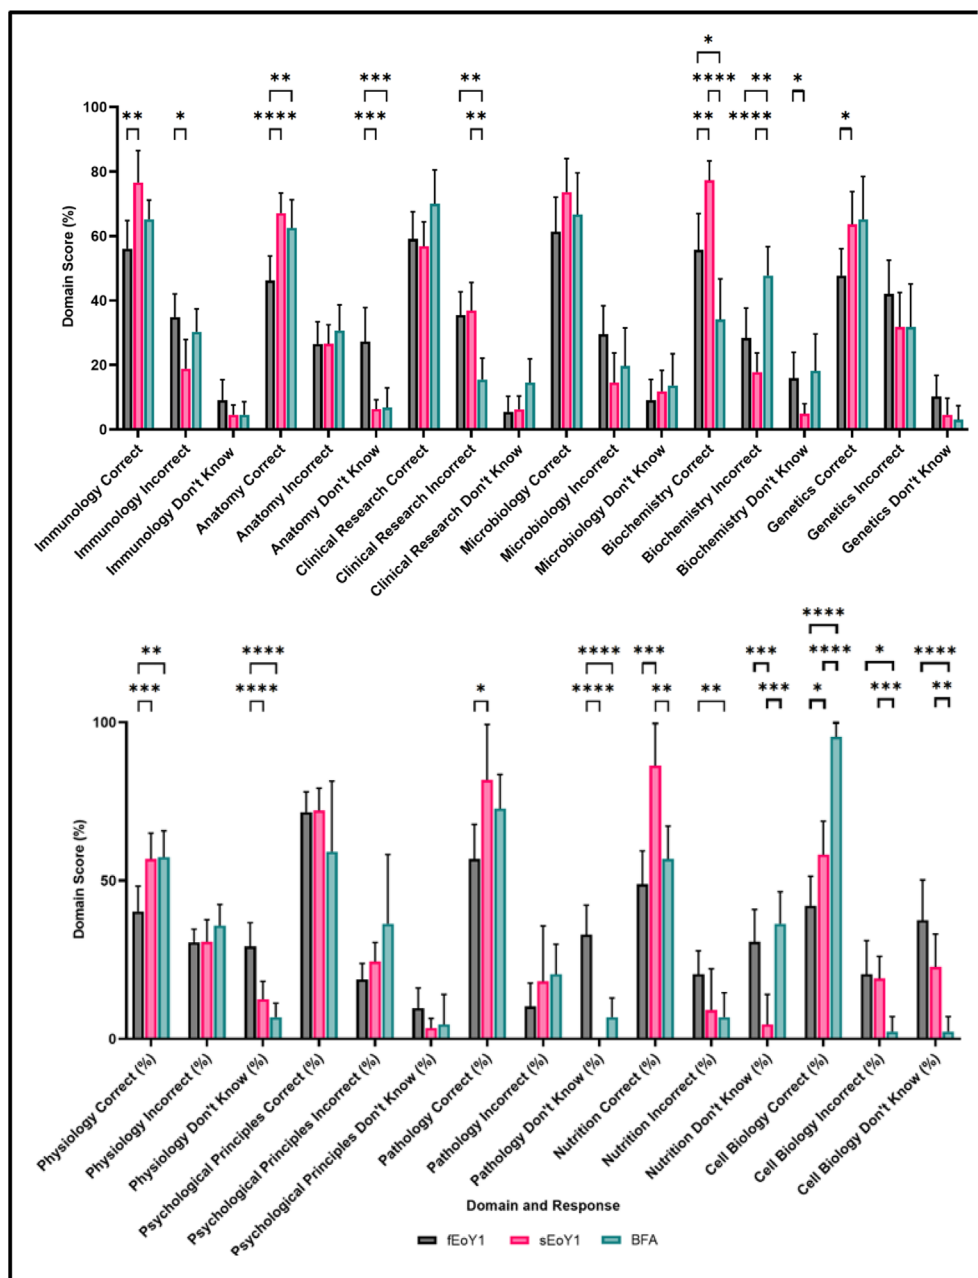 *
** *** ** **** ** *
100 ** * **** *** ** ** **** *
80
60
40
20
0
Domain Score (%)
Immunology Correct
Immunology Incorrect
Immunology Don't Know
Anatomy Correct
Anatomy Incorrect
Anatomy Don't Know
Clinical Research Correct
Clinical Research Incorrect
Clinical Research Don't Know
Microbiology Correct
Microbiology Incorrect
Microbiology Don't Know
Biochemistry Correct
Biochemistry Incorrect
Biochemistry Don't Know
Genetics Correct
Genetics Incorrect
Genetics Don't Know
****
** **** **** *** *** **** * ****
*** **** * **** ** ** *** * *** **
100
50
0
Domain Score (%)
Physiology Correct (%)
Physiology Incorrect (%)
Physiology Don't Know (%)
Psychological Principles Correct (%)
Psychological Principles Incorrect (%)
Psychological Principles Don't Know (%)
Pathology Correct (%)
Pathology Incorrect (%)
Pathology Don't Know (%)
Nutrition Correct (%)
Nutrition Incorrect (%)
Nutrition Don't Know (%)
Cell Biology Correct (%)
Cell Biology Incorrect (%)
Cell Biology Don't Know (%)
Domain and Response
fEoY1 sEoY1 BFA